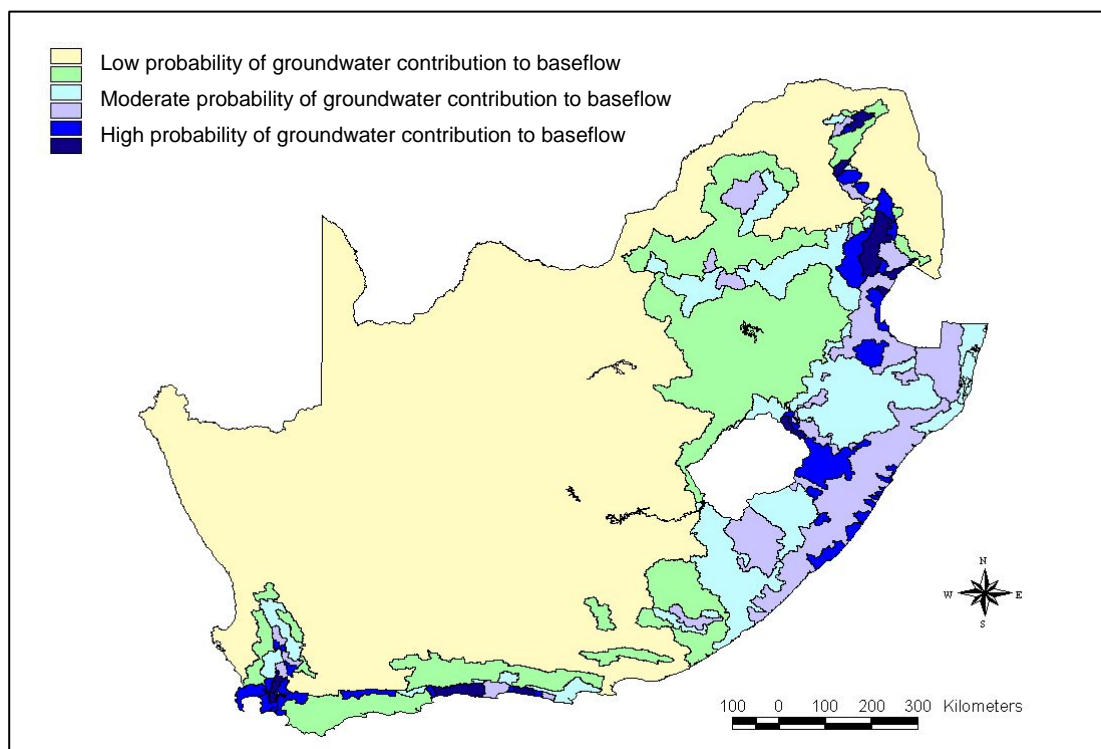 Low probability of groundwater contribution to baseflow
Moderate probability of groundwater contribution to baseflow
High probability of groundwater contribution to baseflow
N
W E
S
100 0 100 200 300 Kilometers